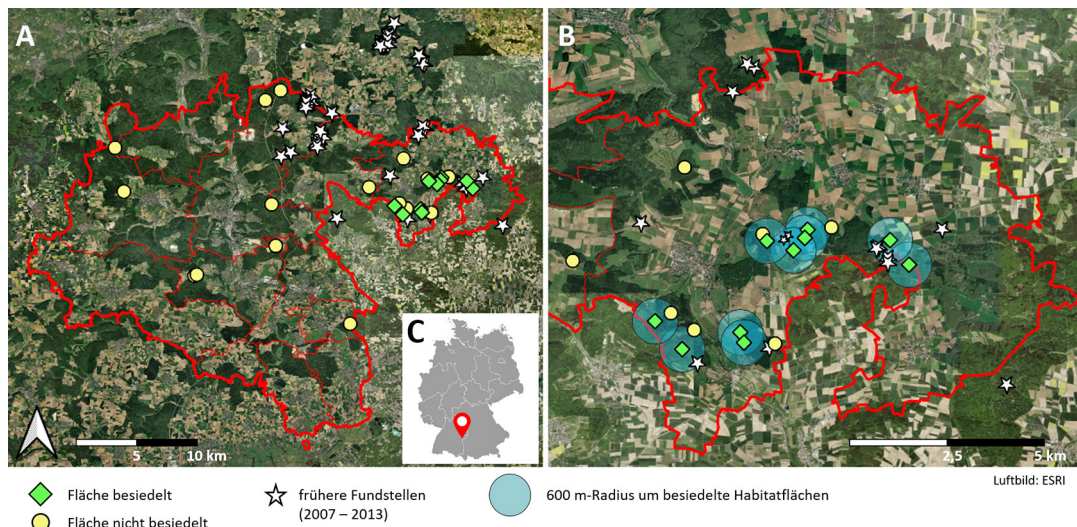 A
B
C
5 10 km
2,5 5 km
Luftbild: ESRI
Fläche besiedelt
frühere Fundstellen
(2007 – 2013)
600 m-Radius um besiedelte Habitatflächen
Fläche nicht besiedelt